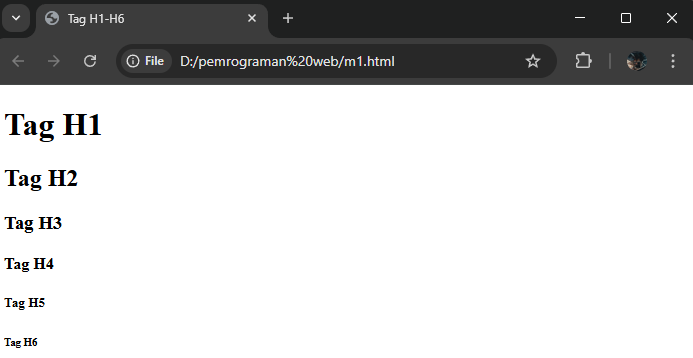 Tag H1-H6
File D:/pemrograman%20web/m1.html
Tag H1
Tag H2
Tag H3
Tag H4
Tag H5
Tag H6